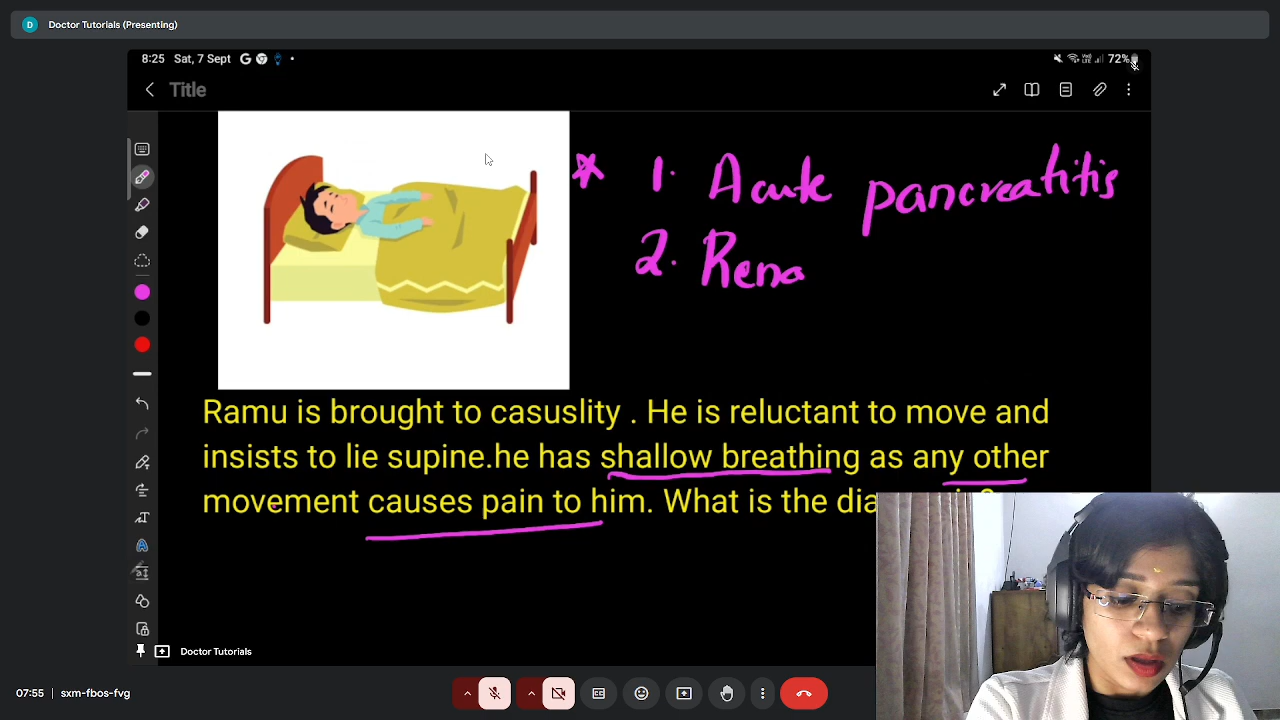 D Doctor Tutorials (Presenting)
8:25 Sat, 7 Sept G 72%
Title
* 1. Acute pancreatitis
2. Rena
Ramu is brought to casuslity . He is reluctant to move and
insists to lie supine.he has shallow breathing as any other
movement causes pain to him. What is the dia
Doctor Tutorials
07:55 | sxm-fbos-fvg